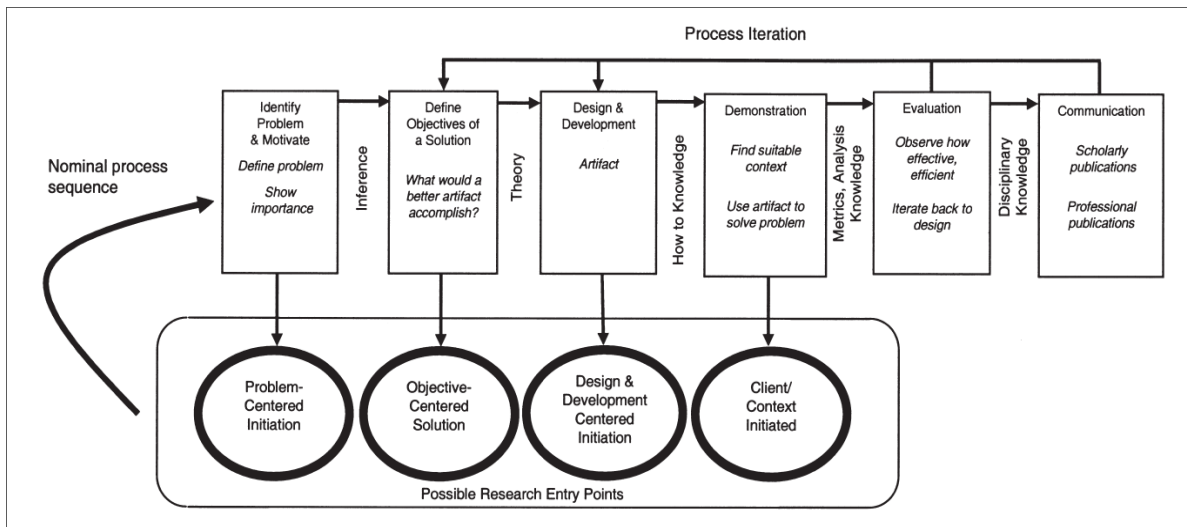 Process Iteration
Nominal process
sequence
Identify
Problem
& Motivate
Define problem
Show
importance
Inference
Define
Objectives of
a Solution
What would a
better artifact
accomplish?
Theory
Design &
Development
Artifact
How to Knowledge
Demonstration
Find suitable
context
Use artifact to
solve problem
Metrics, Analysis
Knowledge
Evaluation
Observe how
effective,
efficient
Iterate back to
design
Disciplinary
Knowledge
Communication
Scholarly
publications
Professional
publications
Problem-
Centered
Initiation
Objective-
Centered
Solution
Design &
Development
Centered
Initiation
Client/
Context
Initiated
Possible Research Entry Points